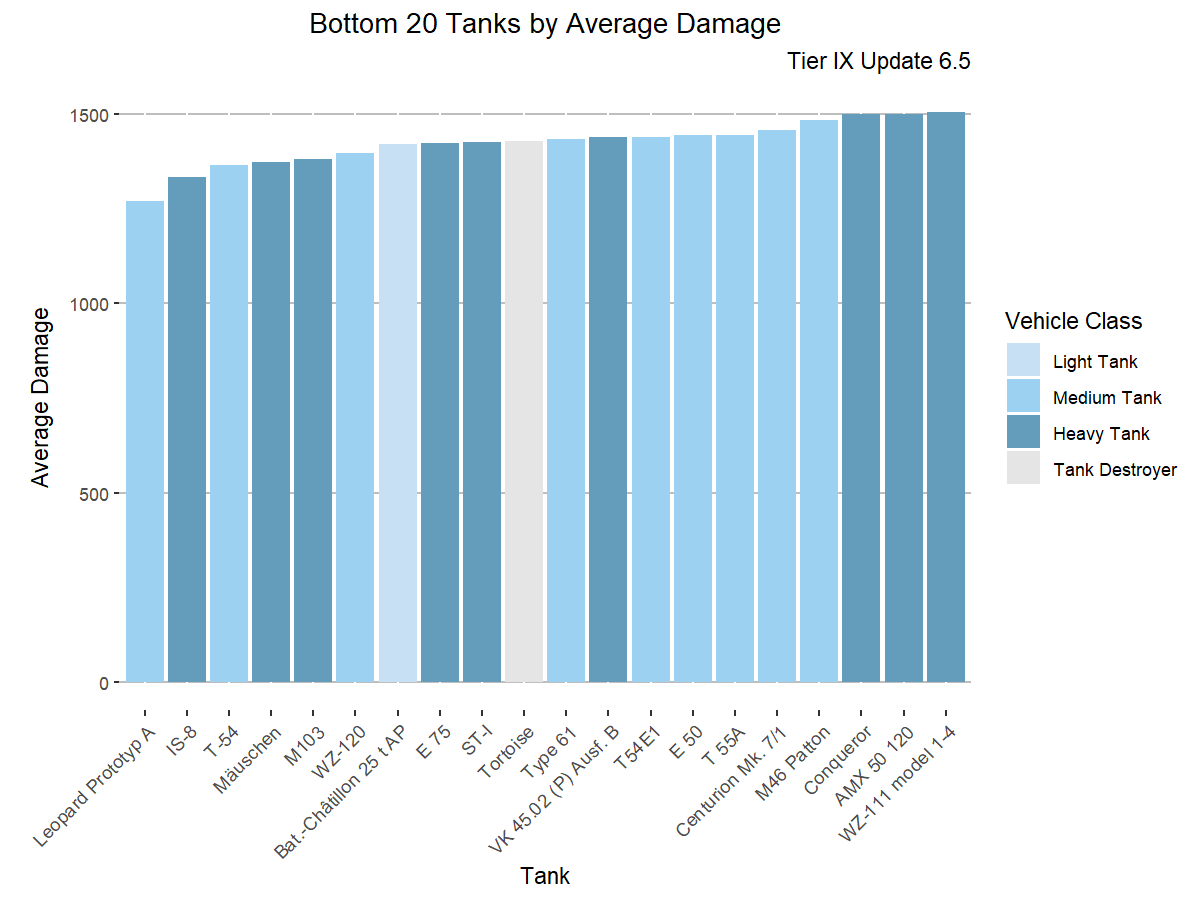 Bottom 20 Tanks by Average Damage
Tier IX Update 6.5
Average Damage
1500
1000
500
0
Leopard Prototyp A
IS-8
T-54
Mäuschen
M103
WZ-120
Bat.-Châtillon 25 t AP
E 75
ST-I
Tortoise
Type 61
VK 45.02 (P) Ausf. B
T54E1
E 50
T 55A
Centurion Mk. 7/1
M46 Patton
Conqueror
AMX 50 120
WZ-111 model 1-4
Tank
Vehicle Class
Light Tank
Medium Tank
Heavy Tank
Tank Destroyer